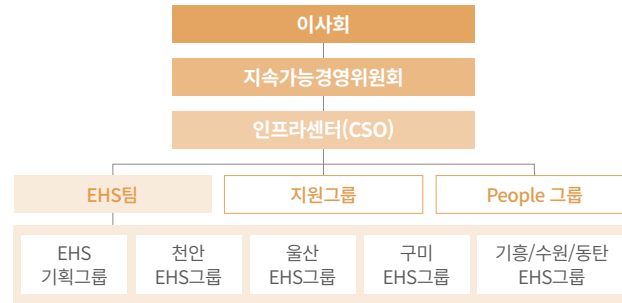 이사회
지속가능경영위원회
인프라센터(CSO)
EHS팀
지원그룹
People 그룹
EHS
기획그룹
천안
EHS그룹
울산
EHS그룹
구미
EHS그룹
기흥/수원/동탄
EHS그룹